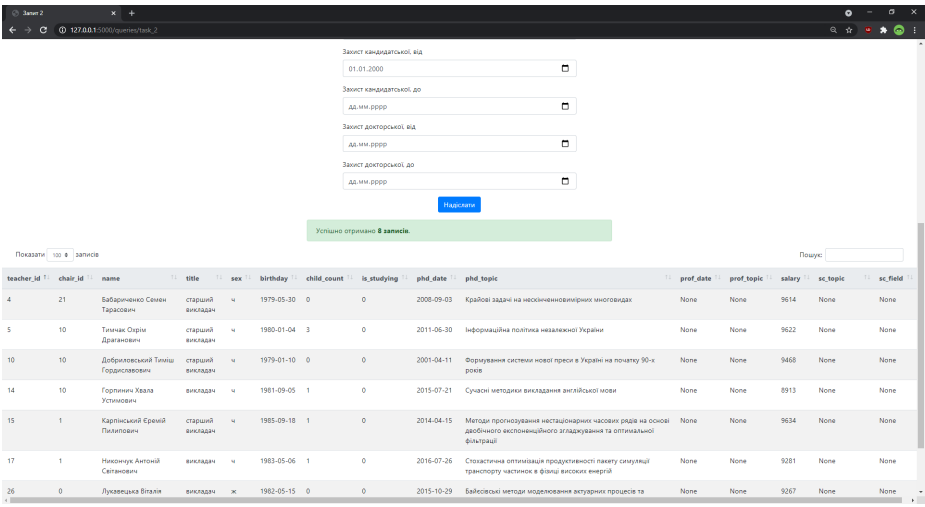 Запит 2
127.0.0.1:5000/queries/task_2
Захист кандидатської, від
01.01.2000
Захист кандидатської, до
дд.мм.рррр
Захист докторської, від
дд.мм.рррр
Захист докторської, до
дд.мм.рррр
Надіслати
Успішно отримано 8 записів.
Показати 100 записів
Пошук:
teacher_id chair_id name title sex birthday child_count is_studying phd_date phd_topic prof_date prof_topic salary sc_topic sc_field
4 21 Бабариченко Семен старший ч 1979-05-30 0 0 2008-09-03 Крайові задачі на нескінченновимірних многовидах None None 9614 None None
Тарасович викладач
5 10 Тимчак Охрім старший ч 1980-01-04 3 0 2011-06-30 Інформаційна політика незалежної України None None 9622 None None
Драганович викладач
10 10 Добриловський Тиміш старший ч 1979-01-10 0 0 2001-04-11 Формування системи нової преси в Україні на початку 90-х None None 9468 None None
Гордиславович викладач років
14 10 Горпинич Хвала викладач ч 1981-09-05 1 0 2015-07-21 Сучасні методики викладання англійської мови None None 8913 None None
Устимович
15 1 Карпінський Єремій старший ч 1985-09-18 1 0 2014-04-15 Методи прогнозування нестаціонарних часових рядів на основі None None 9634 None None
Пилипович викладач двобічного експоненційного згладжування та оптимальної
фільтрації
17 1 Никончук Антоній викладач ч 1983-05-06 1 0 2016-07-26 Стохастична оптимізація продуктивності пакету симуляції None None 9281 None None
Світанович транспорту частинок в фізиці високих енергій
26 0 Лукавецька Віталія викладач ж 1982-05-15 0 0 2015-10-29 Байєсівські методи моделювання актуарних процесів та None None 9267 None None